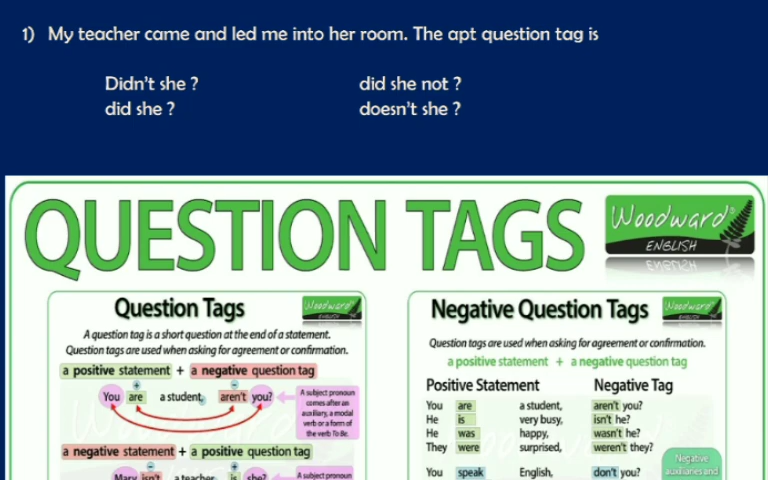 1) My teacher came and led me into her room. The apt question tag is
Didn't she ?
did she not ?
did she ?
doesn't she ?
QUESTION TAGS
Woodward®
ENGLISH
Question Tags
Woodward
ENGLISH
A question tag is a short question at the end of a statement.
Question tags are used when asking for agreement or confirmation.
a positive statement + a negative question tag
+
−
You are a student, aren't you?
A subject pronoun
comes after an
auxiliary, a modal
verb or a form of
the verb To Be.
a negative statement + a positive question tag
−
+
Mary isn't a teacher, is she?
A subject pronoun
Negative Question Tags
Woodward
ENGLISH
Question tags are used when asking for agreement or confirmation.
a positive statement + a negative question tag
Positive Statement Negative Tag
You are a student, aren't you?
He is very busy, isn't he?
He was happy, wasn't he?
They were surprised, weren't they?
You speak English, don't you?
Negative
auxiliaries and